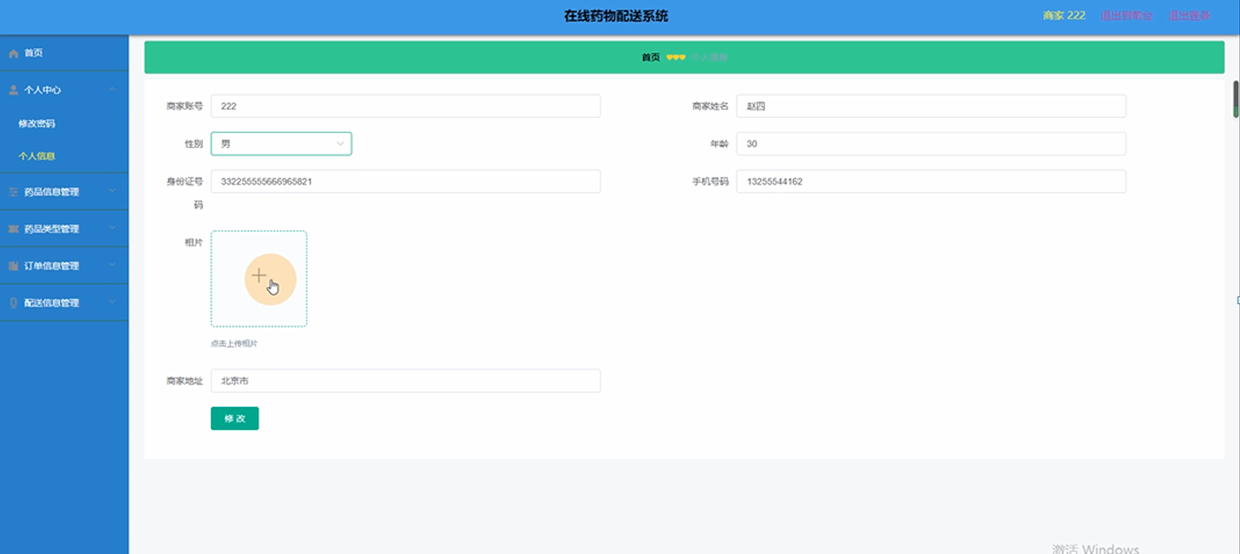 在线药物配送系统
商家 222 退出到前台 退出登录
首页
个人中心
修改密码
个人信息
药品信息管理
药品类型管理
订单信息管理
配送信息管理
首页 个人信息
商家账号 222
商家姓名 赵四
性别 男
年龄 30
身份证号码 332255555666965821
手机号码 13255544162
相片
点击上传相片
商家地址 北京市
修 改
激活 Windows